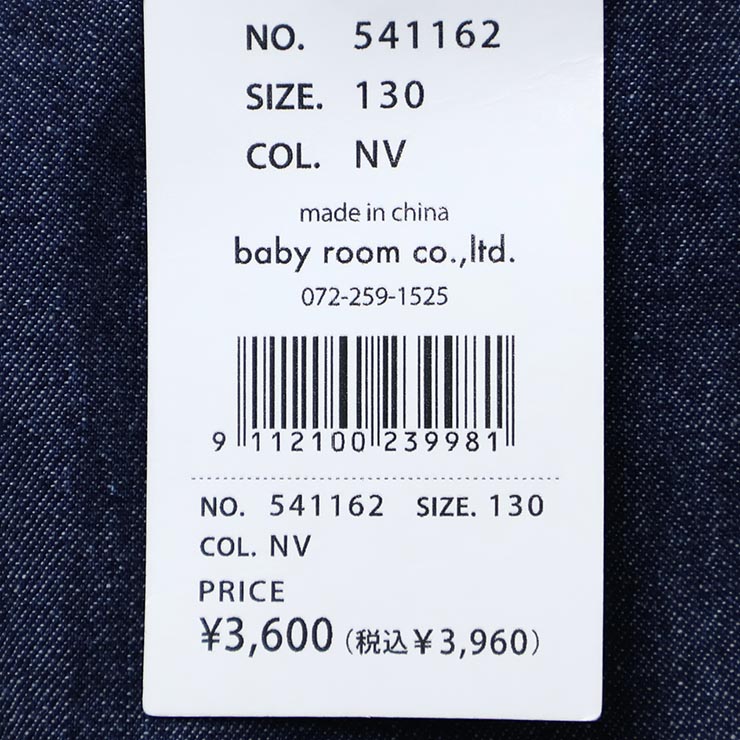 NO. 541162
SIZE. 130
COL. NV
made in china
baby room co.,ltd.
072-259-1525
9 112100 239981
NO. 541162 SIZE. 130
COL. NV
PRICE
¥3,600 (税込¥3,960)